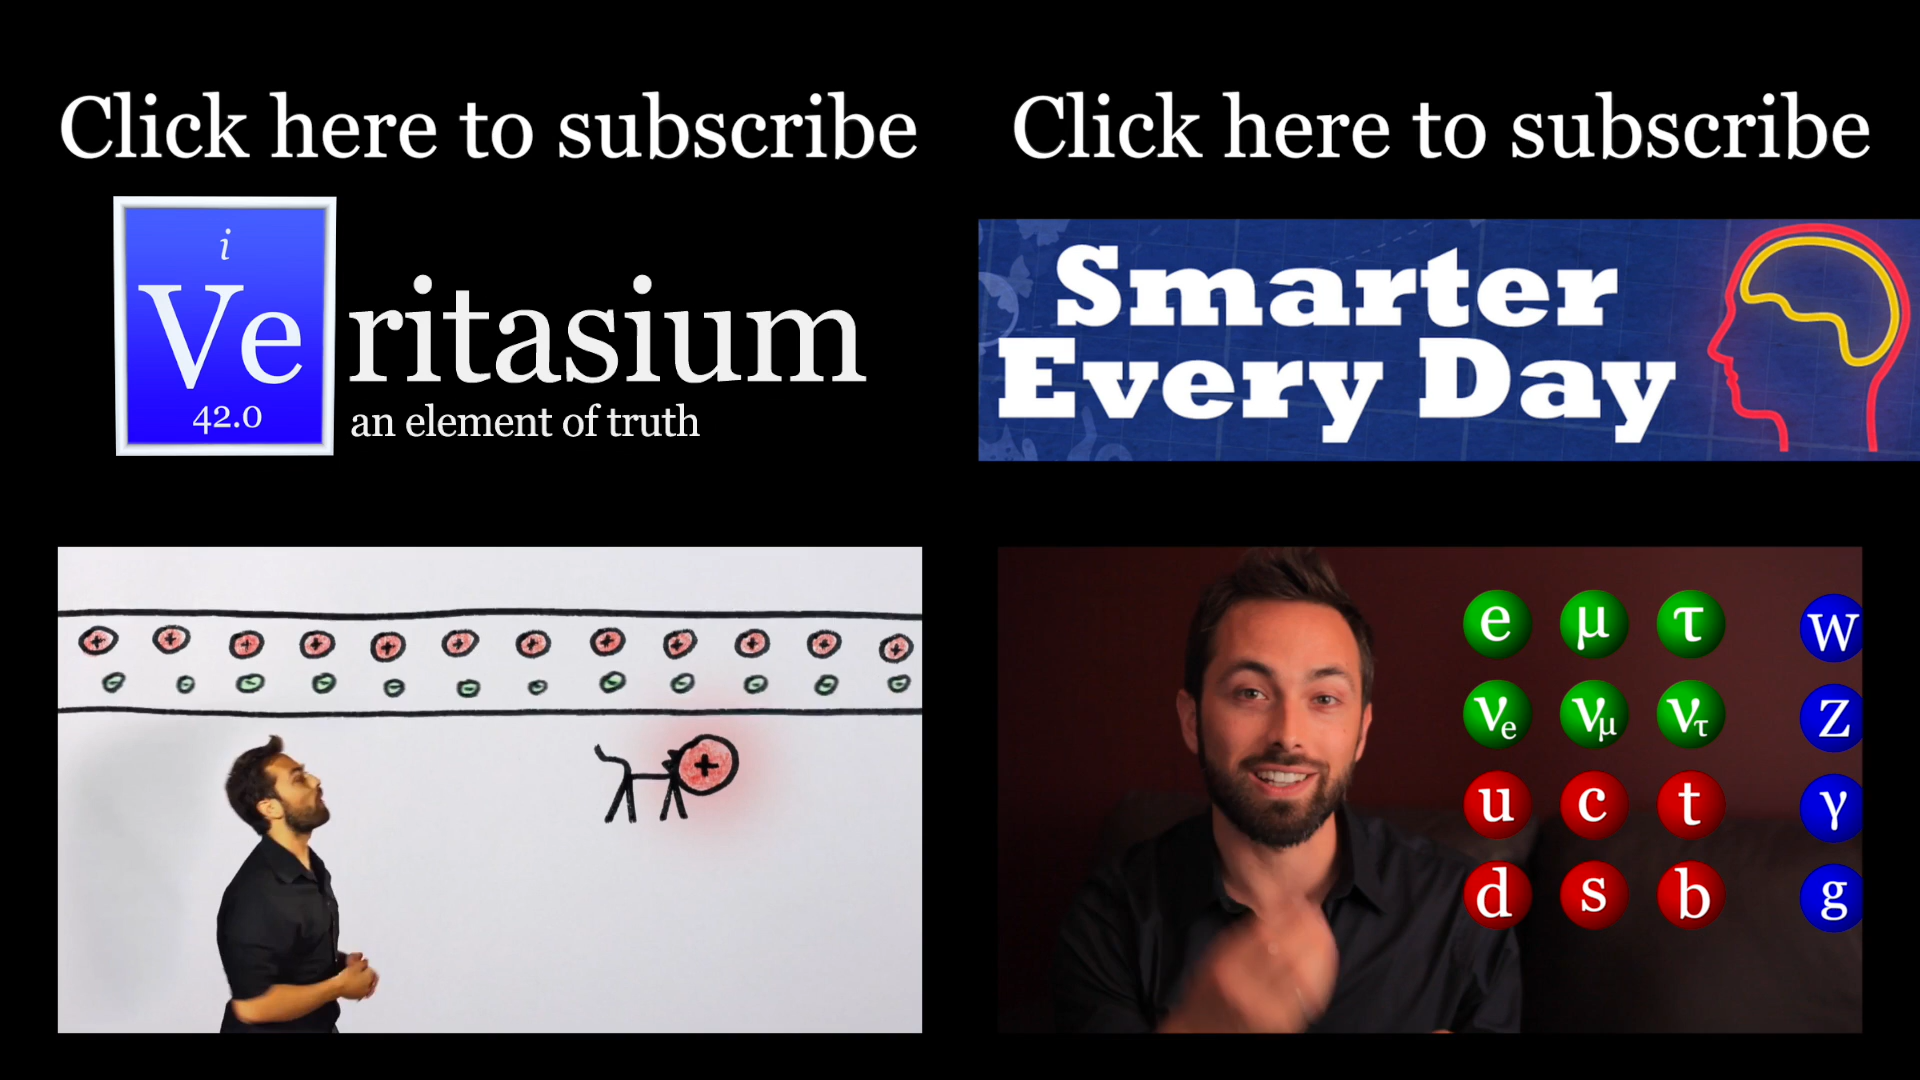 Click here to subscribe
i
Ve
ritasium
42.0
an element of truth
Click here to subscribe
Smarter
Every Day
+ + + + + + + + + + + +
- - - - - - - - - - - -
+
e μ τ W
νe νμ ντ Z
u c t γ
d s b g